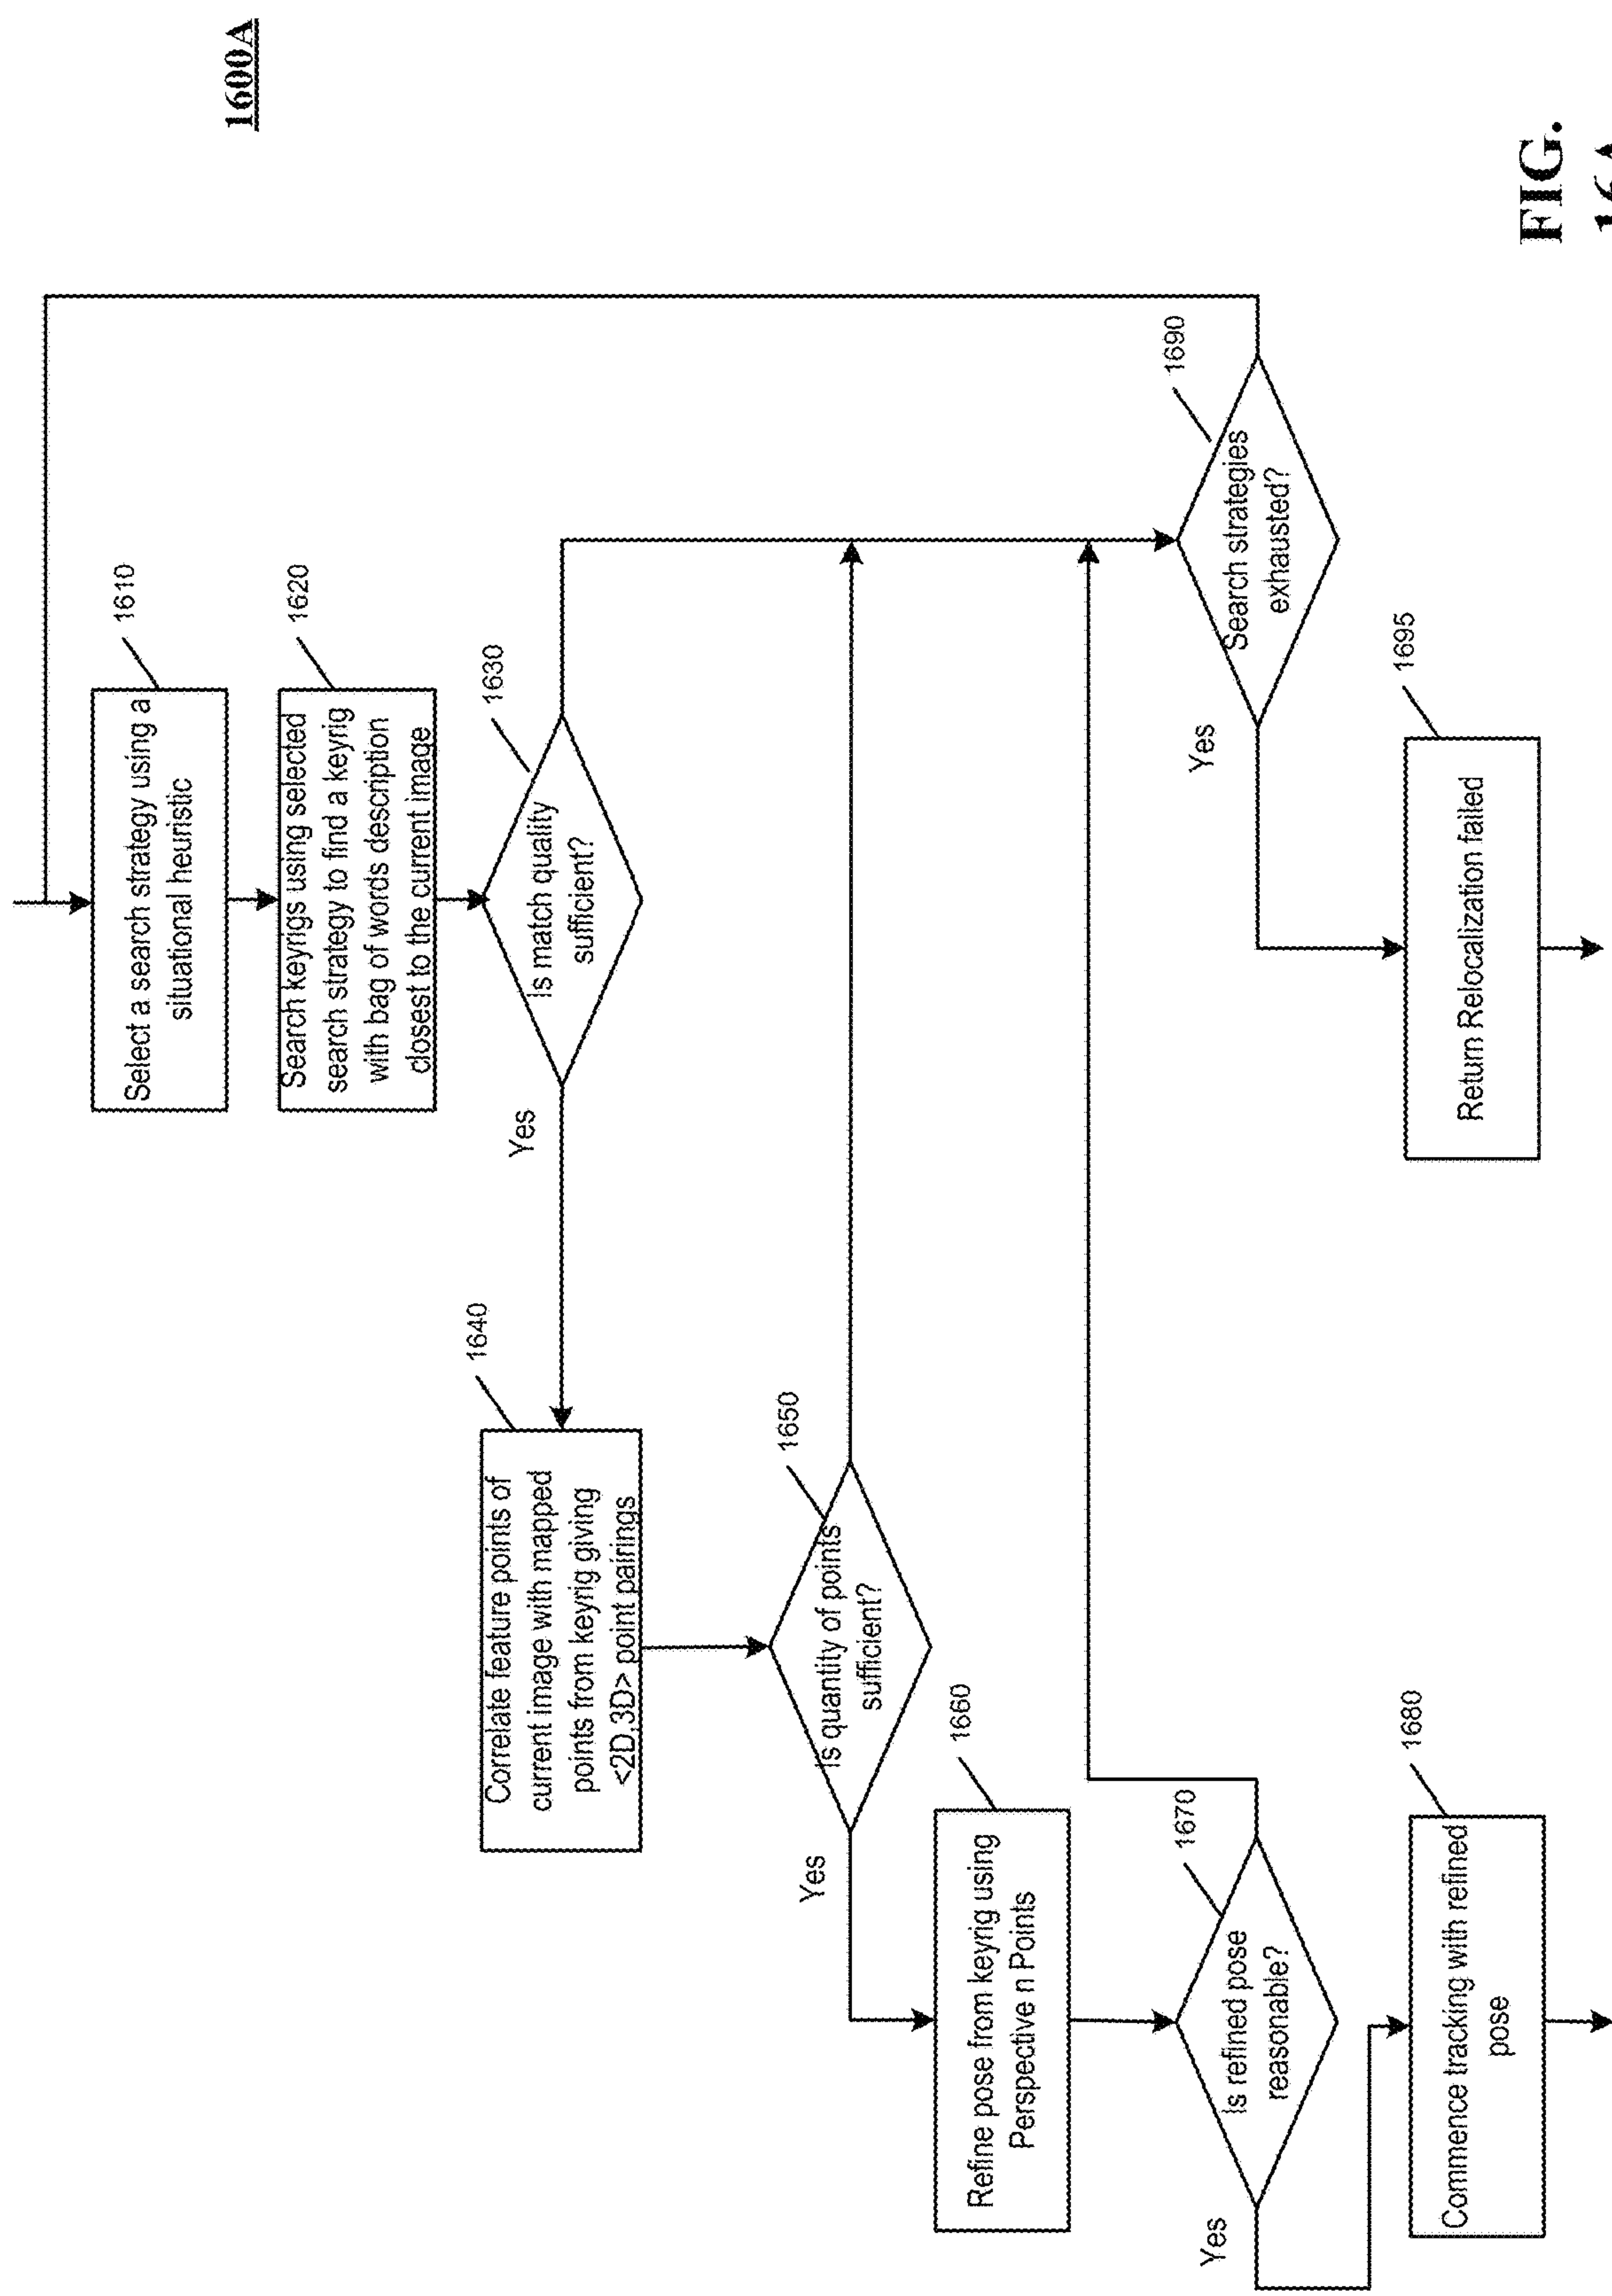 1600A
1610
Select a search strategy using a
situational heuristic
1620
Search keyrigs using selected
search strategy to find a keyrig
with bag of words description
closest to the current image
1630
Is match quality
sufficient?
Yes
1640
Correlate feature points of
current image with mapped
points from keyrig giving
<2D,3D> point pairings
1650
Is quantity of points
sufficient?
Yes
1660
Refine pose from keyrig using
Perspective n Points
1670
Is refined pose
reasonable?
Yes
1680
Commence tracking with refined
pose
1690
Search strategies
exhausted?
Yes
1695
Return Relocalization failed
FIG.
16A